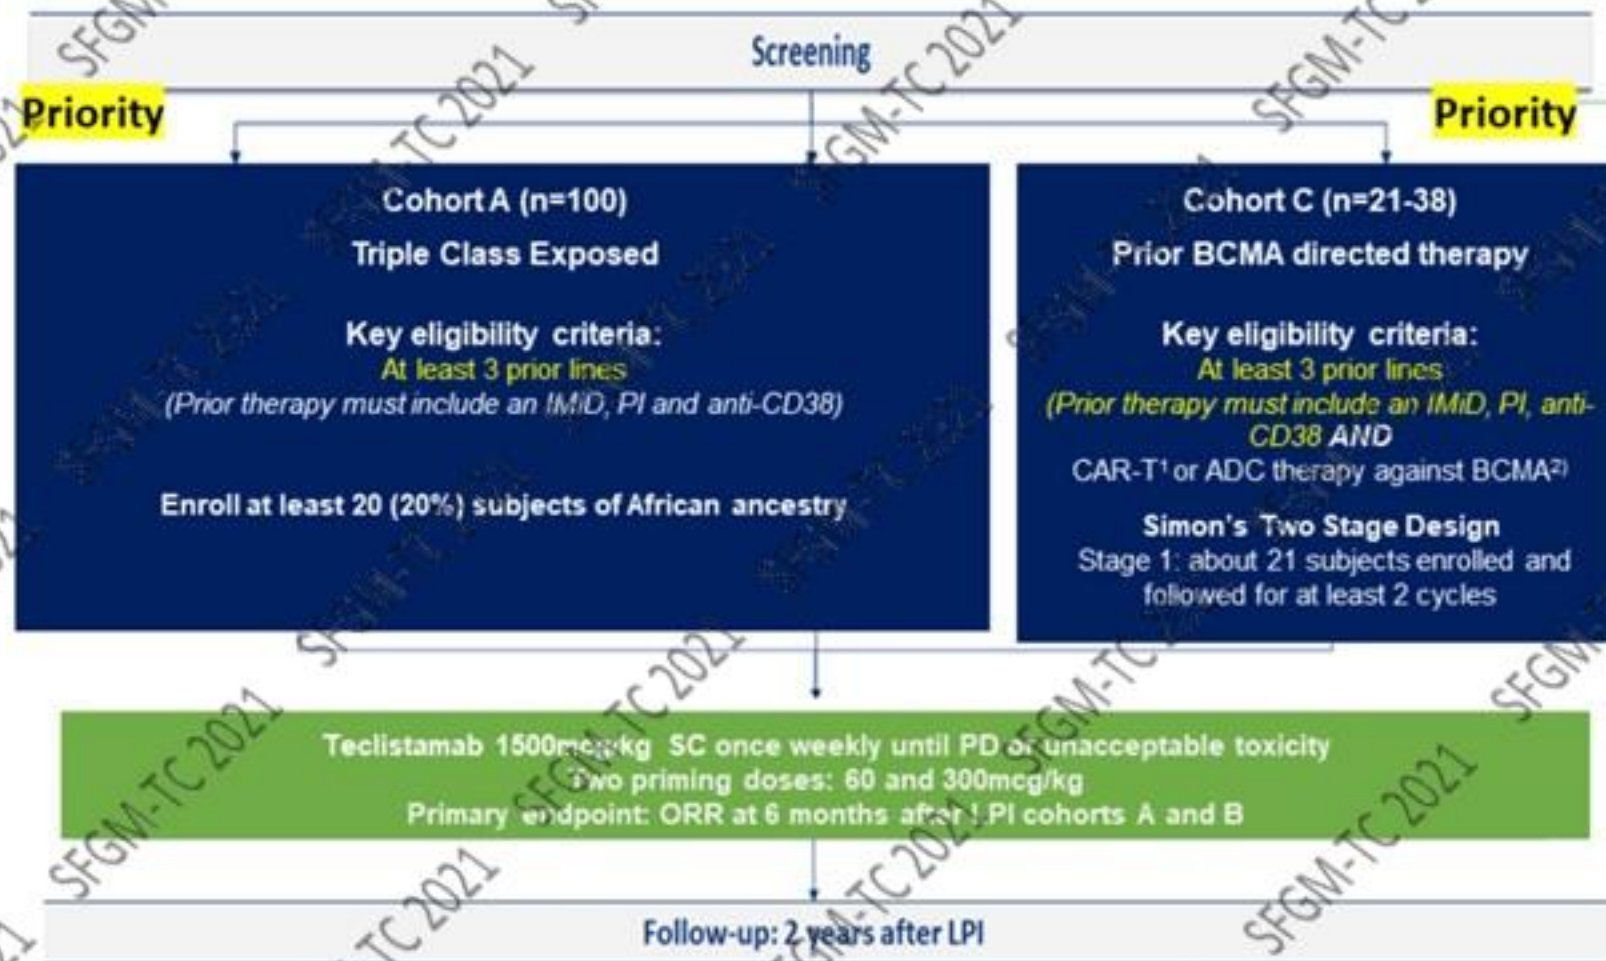 Screening
Priority
Priority
Cohort A (n=100)
Triple Class Exposed
Key eligibility criteria:
At least 3 prior lines
(Prior therapy must include an IMiD, PI and anti-CD38)
Enroll at least 20 (20%) subjects of African ancestry
Cohort C (n=21-38)
Prior BCMA directed therapy
Key eligibility criteria:
At least 3 prior lines
(Prior therapy must include an IMiD, PI, anti-
CD38 AND
CAR-T¹ or ADC therapy against BCMA²⁾
Simon's Two Stage Design
Stage 1: about 21 subjects enrolled and
followed for at least 2 cycles
Teclistamab 1500mcg/kg SC once weekly until PD or unacceptable toxicity
Two priming doses: 60 and 300mcg/kg
Primary endpoint: ORR at 6 months after LPI cohorts A and B
Follow-up: 2 years after LPI
SFGM-TC 2021